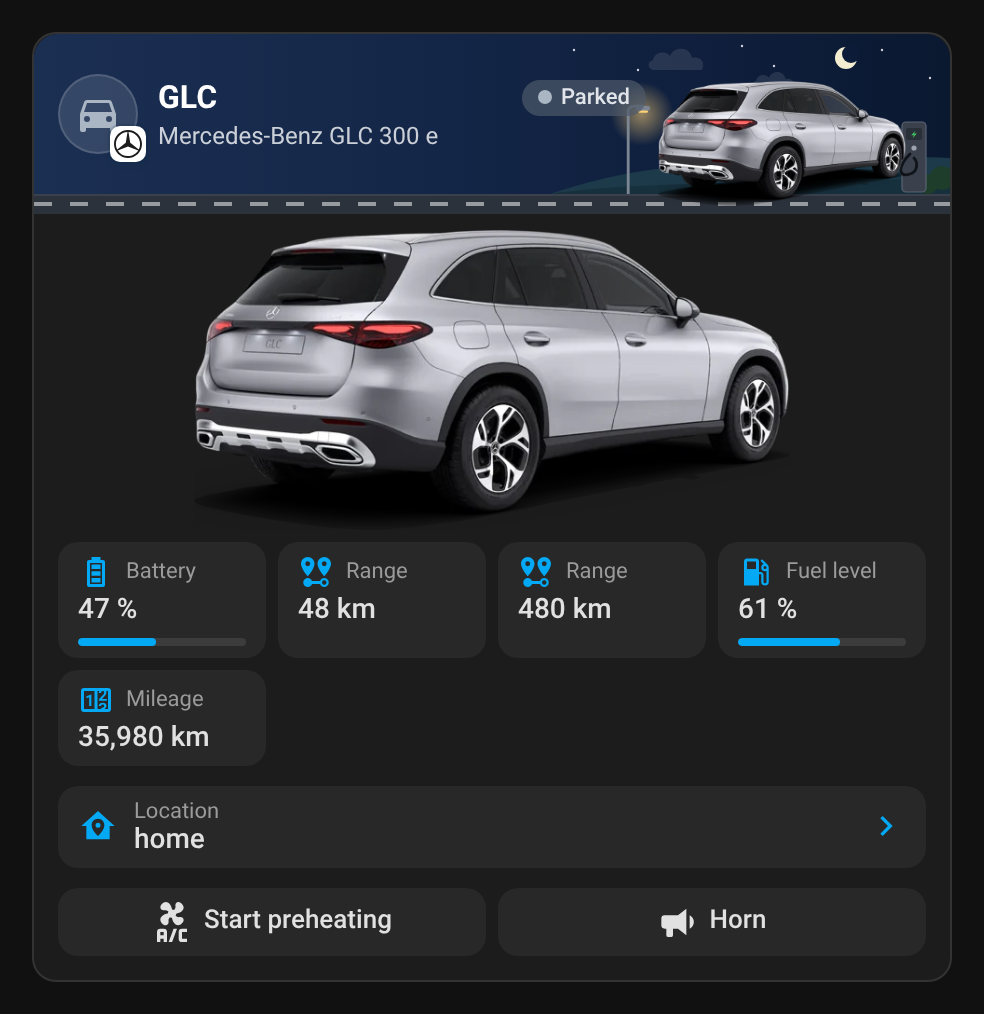 GLC
Mercedes-Benz GLC 300 e
Parked
GLC
Battery
47 %
Range
48 km
Range
480 km
Fuel level
61 %
Mileage
35,980 km
Location
home
A/C
Start preheating
Horn